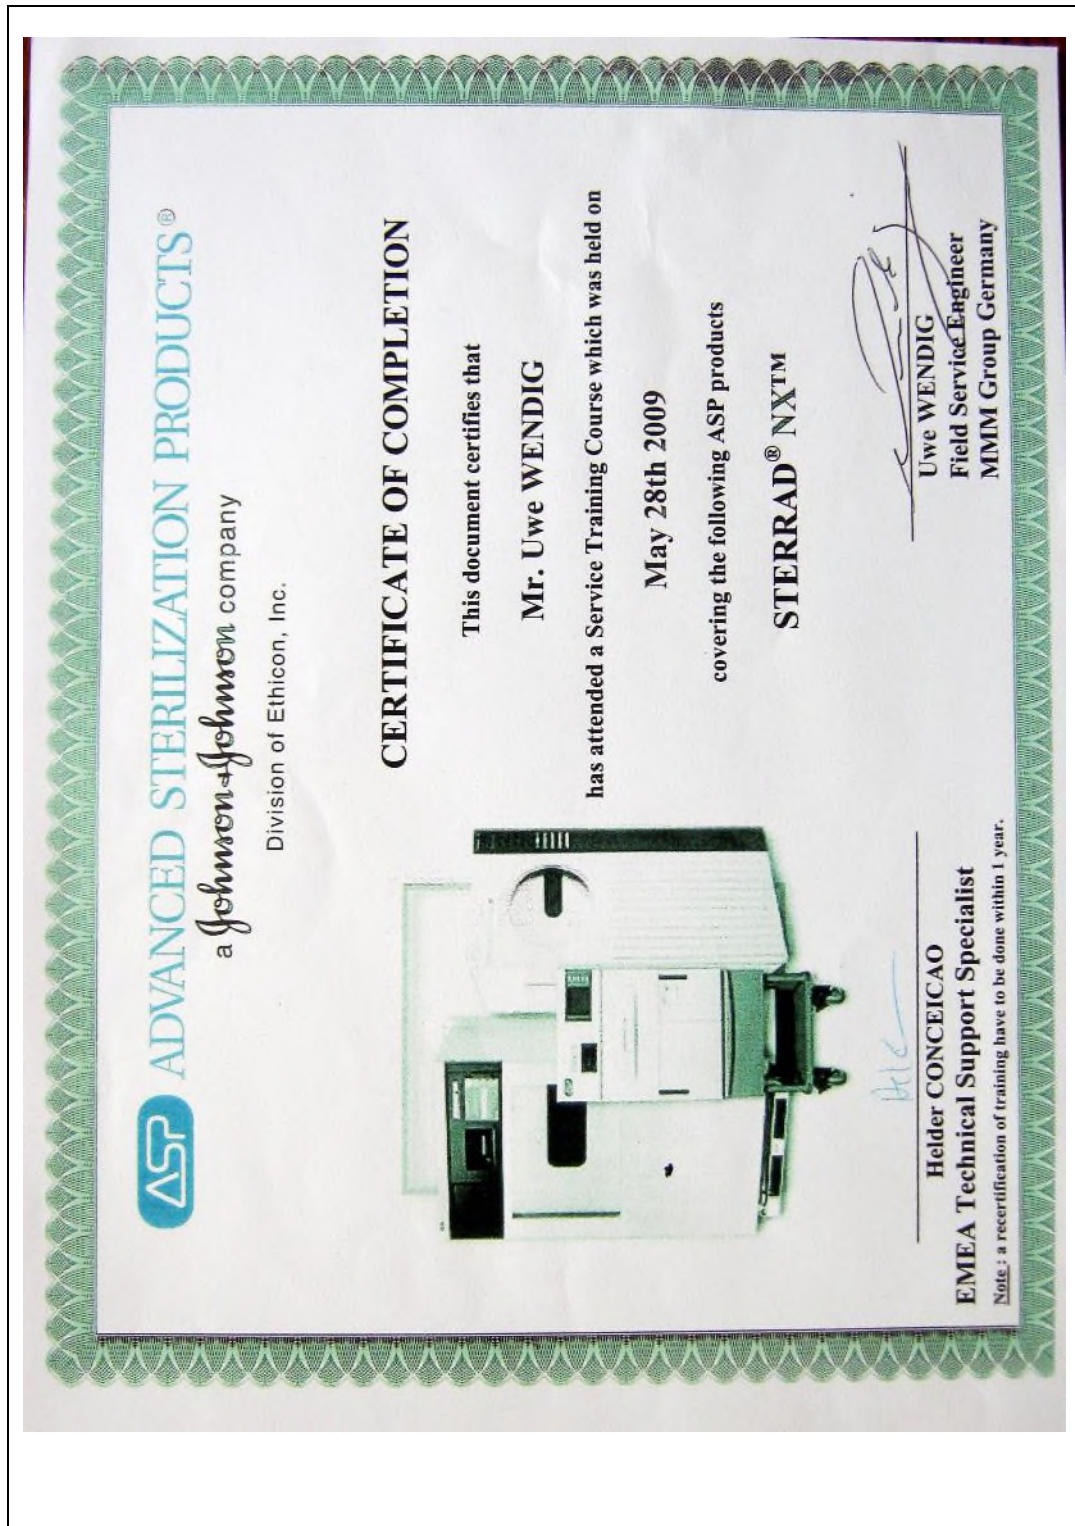 ASP ADVANCED STERILIZATION PRODUCTS®
a Johnson+Johnson company
Division of Ethicon, Inc.
CERTIFICATE OF COMPLETION
This document certifies that
Mr. Uwe WENDIG
has attended a Service Training Course which was held on
May 28th 2009
covering the following ASP products
STERRAD® NX™
Helder CONCEICAO
EMEA Technical Support Specialist
Note : a recertification of training have to be done within 1 year.
Uwe WENDIG
Field Service Engineer
MMM Group Germany